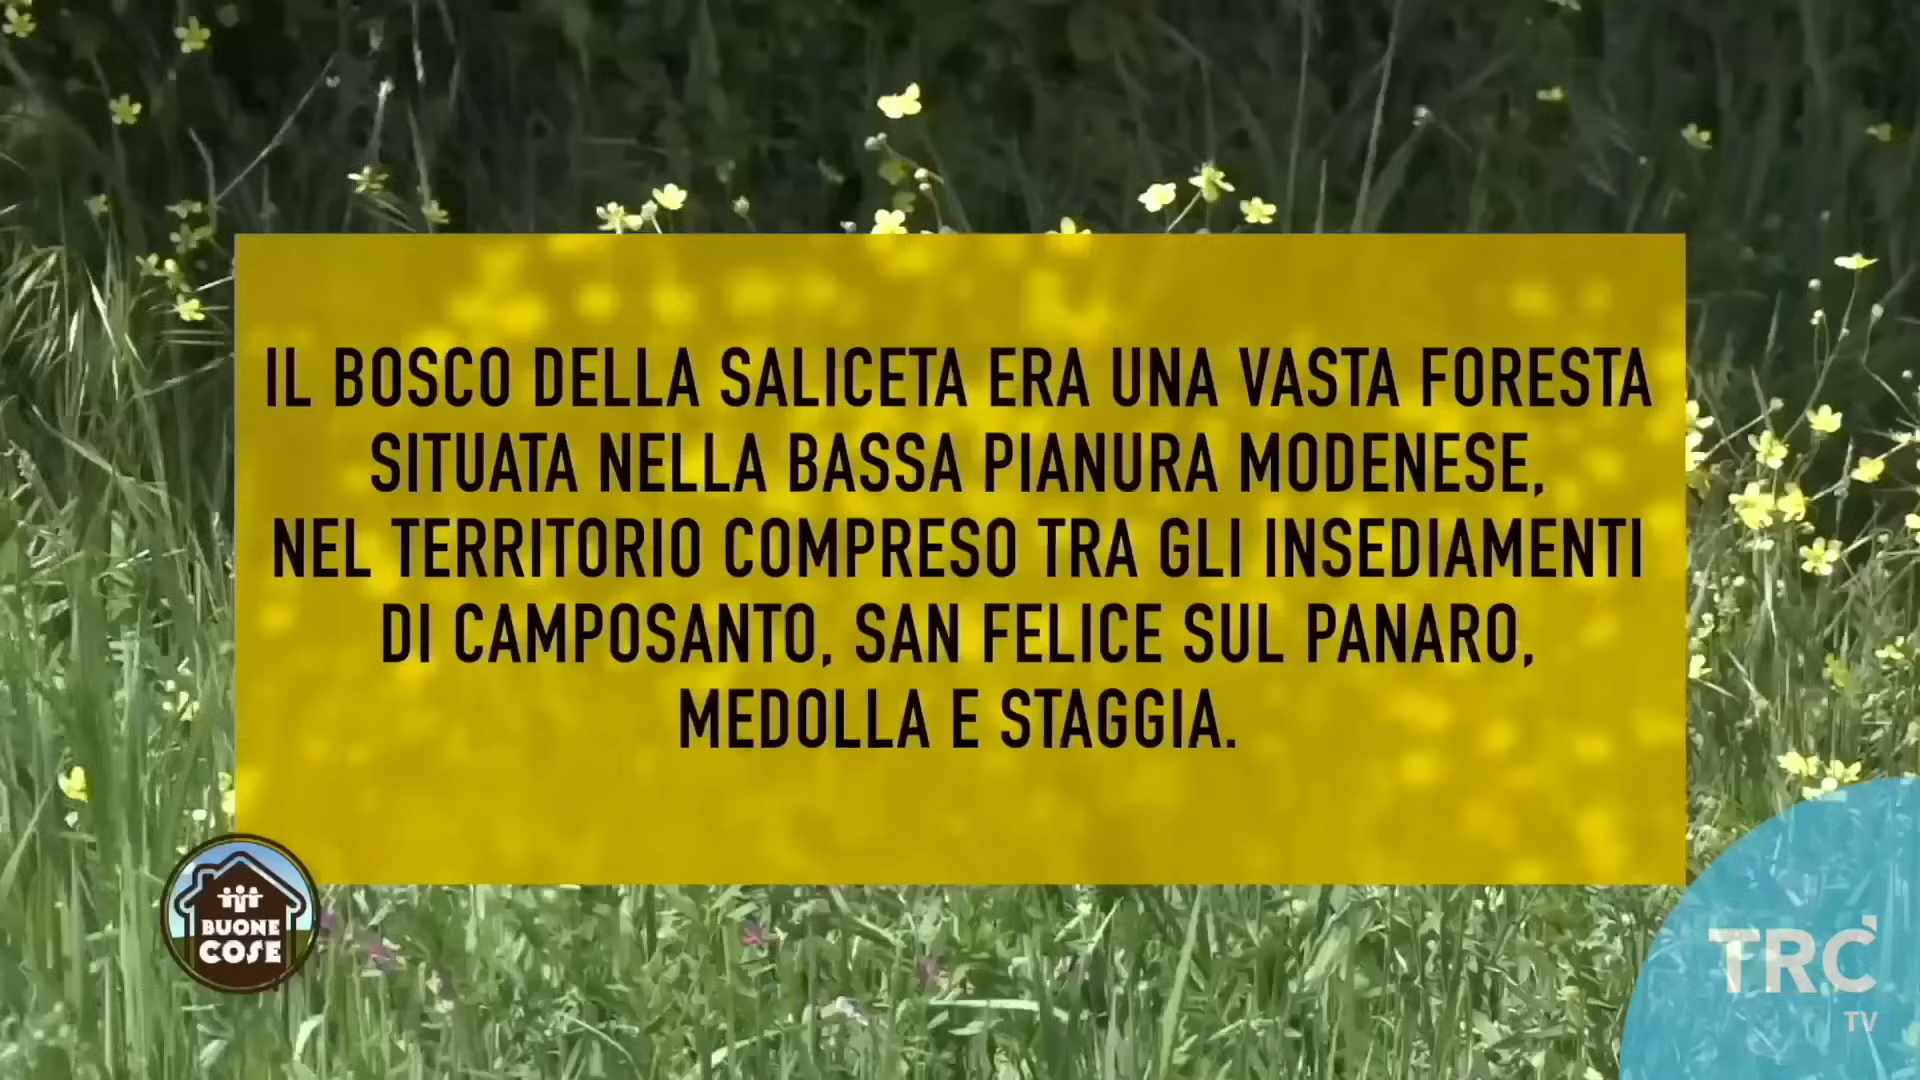 IL BOSCO DELLA SALICETA ERA UNA VASTA FORESTA
SITUATA NELLA BASSA PIANURA MODENESE,
NEL TERRITORIO COMPRESO TRA GLI INSEDIAMENTI
DI CAMPOSANTO, SAN FELICE SUL PANARO,
MEDOLLA E STAGGIA.
BUONE
COSE
TRC
TV